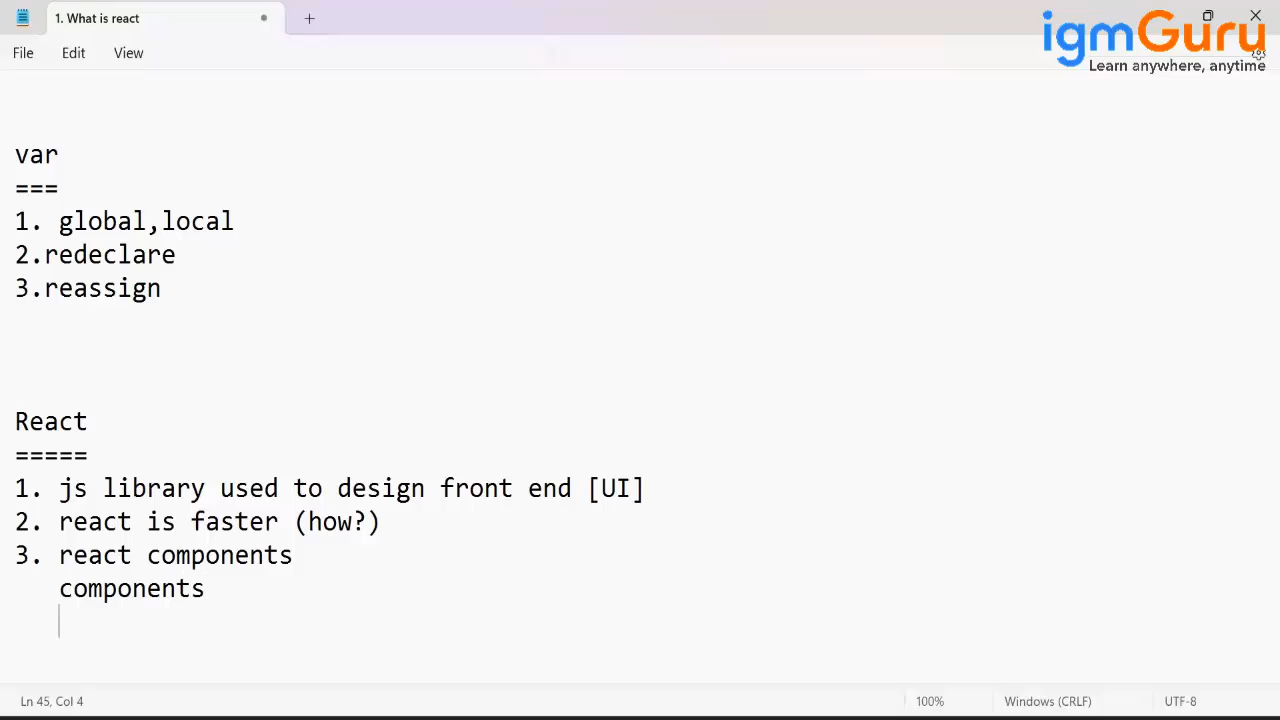 1. What is react
igmGuru
Learn anywhere, anytime
File Edit View
var
===
1. global,local
2.redeclare
3.reassign
React
=====
1. js library used to design front end [UI]
2. react is faster (how?)
3. react components
components
Ln 45, Col 4 100% Windows (CRLF) UTF-8